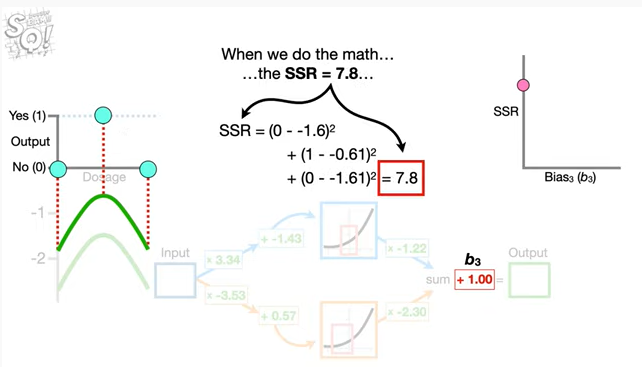 StatQuest!
When we do the math…
…the SSR = 7.8…
SSR = (0 - -1.6)²
+ (1 - -0.61)²
+ (0 - -1.61)² = 7.8
Yes (1)
Output
No (0)
Dosage
-1
-2
SSR
Bias₃ (b₃)
Input
x 3.34
+ -1.43
x -1.22
x -3.53
+ 0.57
x -2.30
b₃
sum + 1.00 =
Output